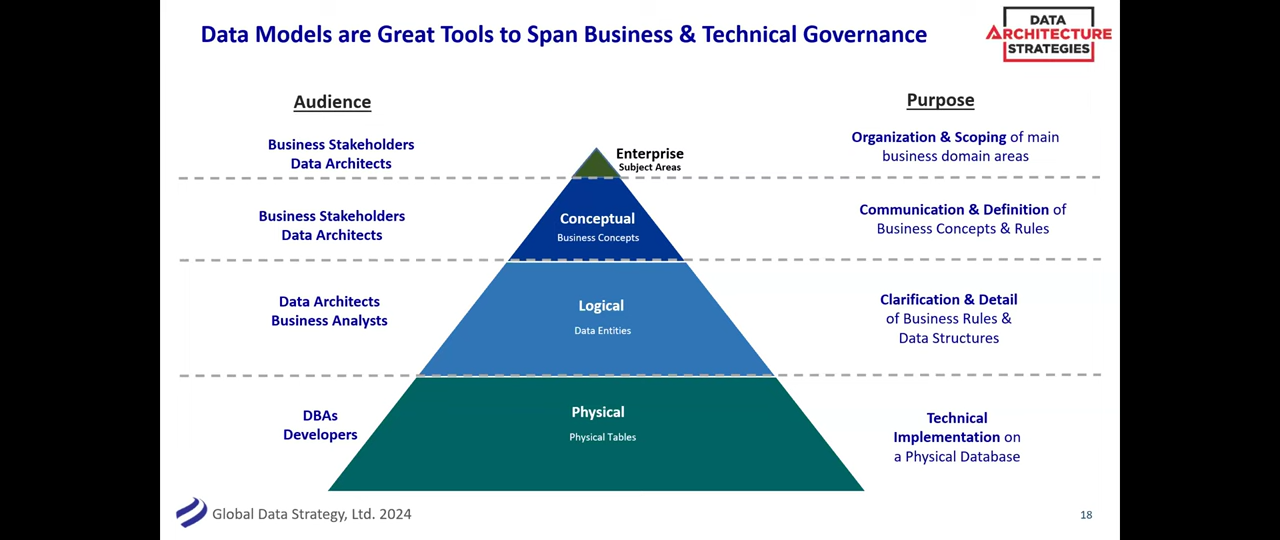 Data Models are Great Tools to Span Business & Technical Governance
DATA
ARCHITECTURE
STRATEGIES
Audience
Purpose
Business Stakeholders
Data Architects
Enterprise
Subject Areas
Organization & Scoping of main
business domain areas
Business Stakeholders
Data Architects
Conceptual
Business Concepts
Communication & Definition of
Business Concepts & Rules
Data Architects
Business Analysts
Logical
Data Entities
Clarification & Detail
of Business Rules &
Data Structures
DBAs
Developers
Physical
Physical Tables
Technical
Implementation on
a Physical Database
Global Data Strategy, Ltd. 2024
18